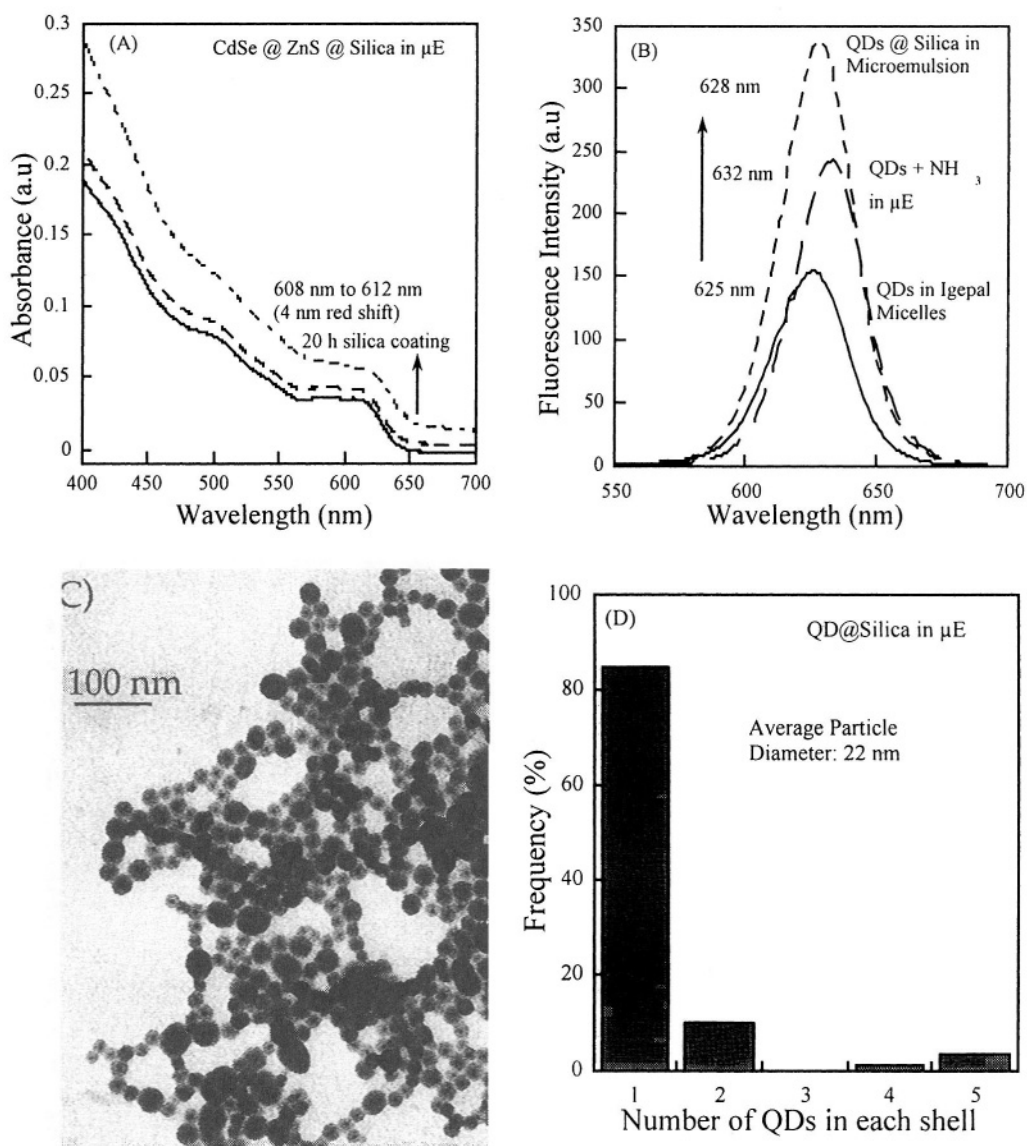 (A)
CdSe @ ZnS @ Silica in µE
0.3
0.25
0.2
0.15
0.1
0.05
0
Absorbance (a.u)
608 nm to 612 nm
(4 nm red shift)
20 h silica coating
400
450
500
550
600
650
700
Wavelength (nm)
(B)
QDs @ Silica in
Microemulsion
350
300
250
200
150
100
50
0
Fluorescence Intensity (a.u)
628 nm
632 nm
625 nm
QDs + NH 3
in µE
QDs in Igepal
Micelles
550
600
650
700
Wavelength (nm)
C)
100 nm
(D)
QD@Silica in µE
Average Particle
Diameter: 22 nm
100
80
60
40
20
0
Frequency (%)
1
2
3
4
5
Number of QDs in each shell